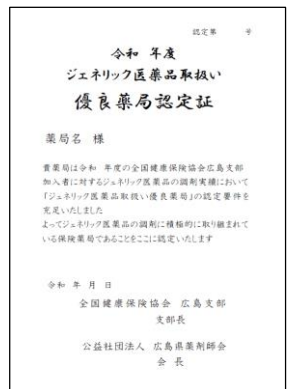 認定第　　号
令和　年度
ジェネリック医薬品取扱い
優良薬局認定証
薬局名　様
貴薬局は令和　年度の全国健康保険協会広島支部
加入者に対するジェネリック医薬品の調剤実績において
「ジェネリック医薬品取扱い優良薬局」の認定要件を
充足いたしました
よってジェネリック医薬品の調剤に積極的に取り組まれて
いる保険薬局であることをここに認定いたします
令和　年　月　日
全国健康保険協会　広島支部
支部長
公益社団法人　広島県薬剤師会
会　長